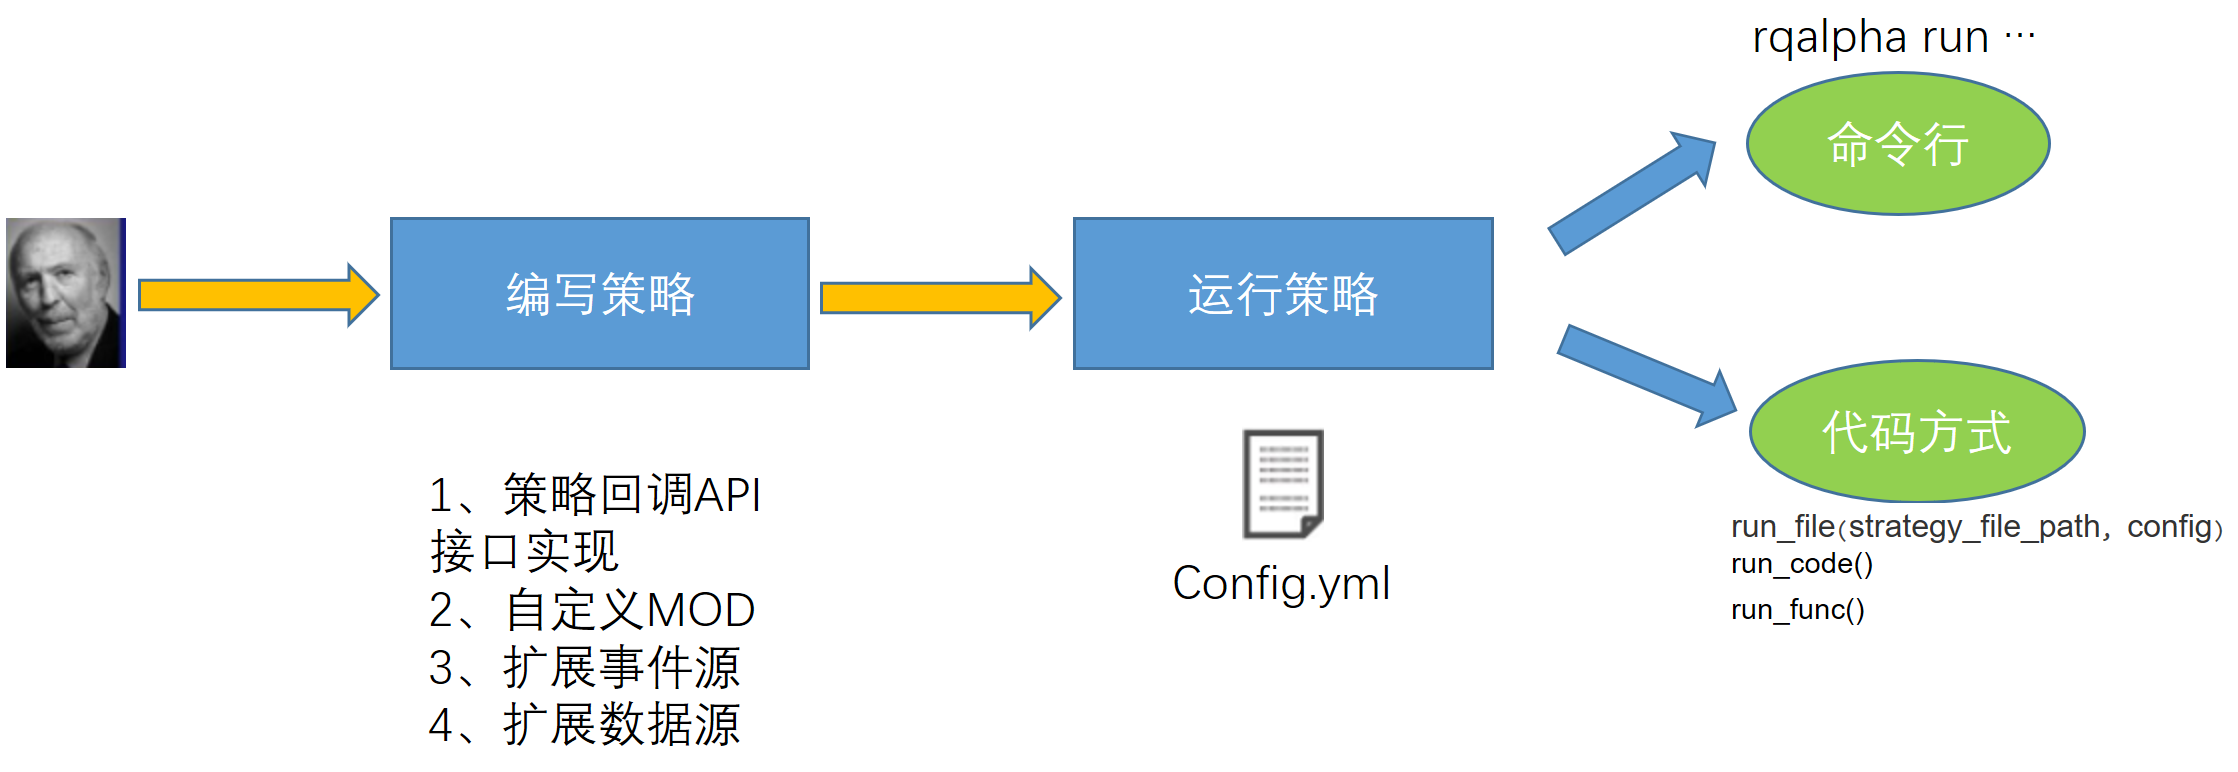 rqalpha run …
命令行
编写策略
运行策略
代码方式
1、策略回调API
接口实现
2、自定义MOD
3、扩展事件源
4、扩展数据源
Config.yml
run_file(strategy_file_path, config)
run_code()
run_func()